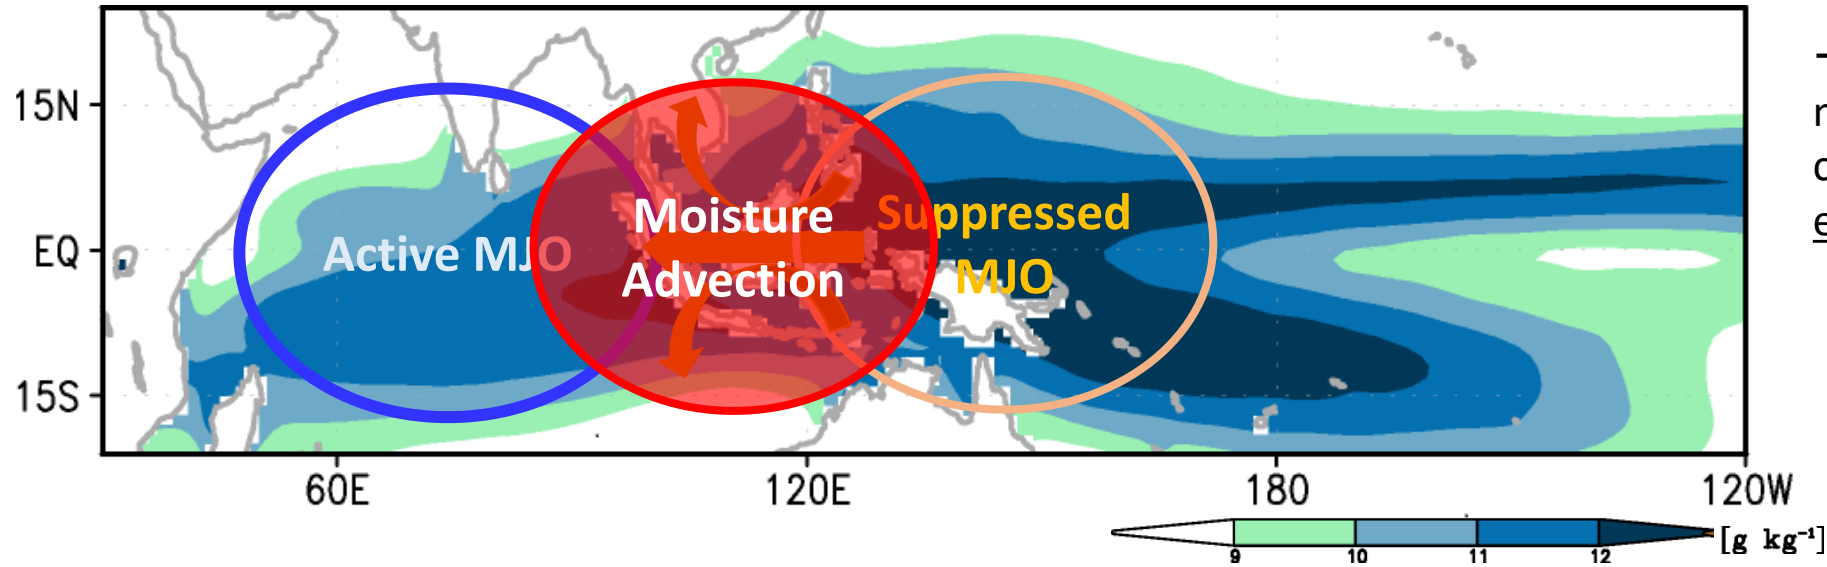 15N
EQ
15S
Active MJO
Moisture
Advection
Suppressed
MJO
60E
120E
180
120W
9
10
11
12
[g kg⁻¹]